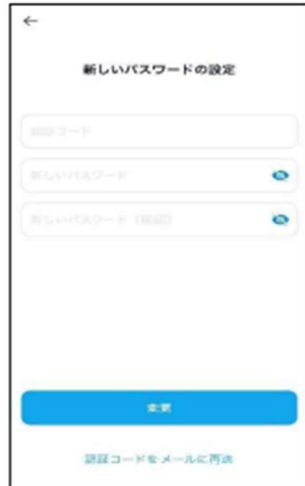 新しいパスワードの設定
認証コード
新しいパスワード
新しいパスワード（確認）
変更
認証コードをメールに再送